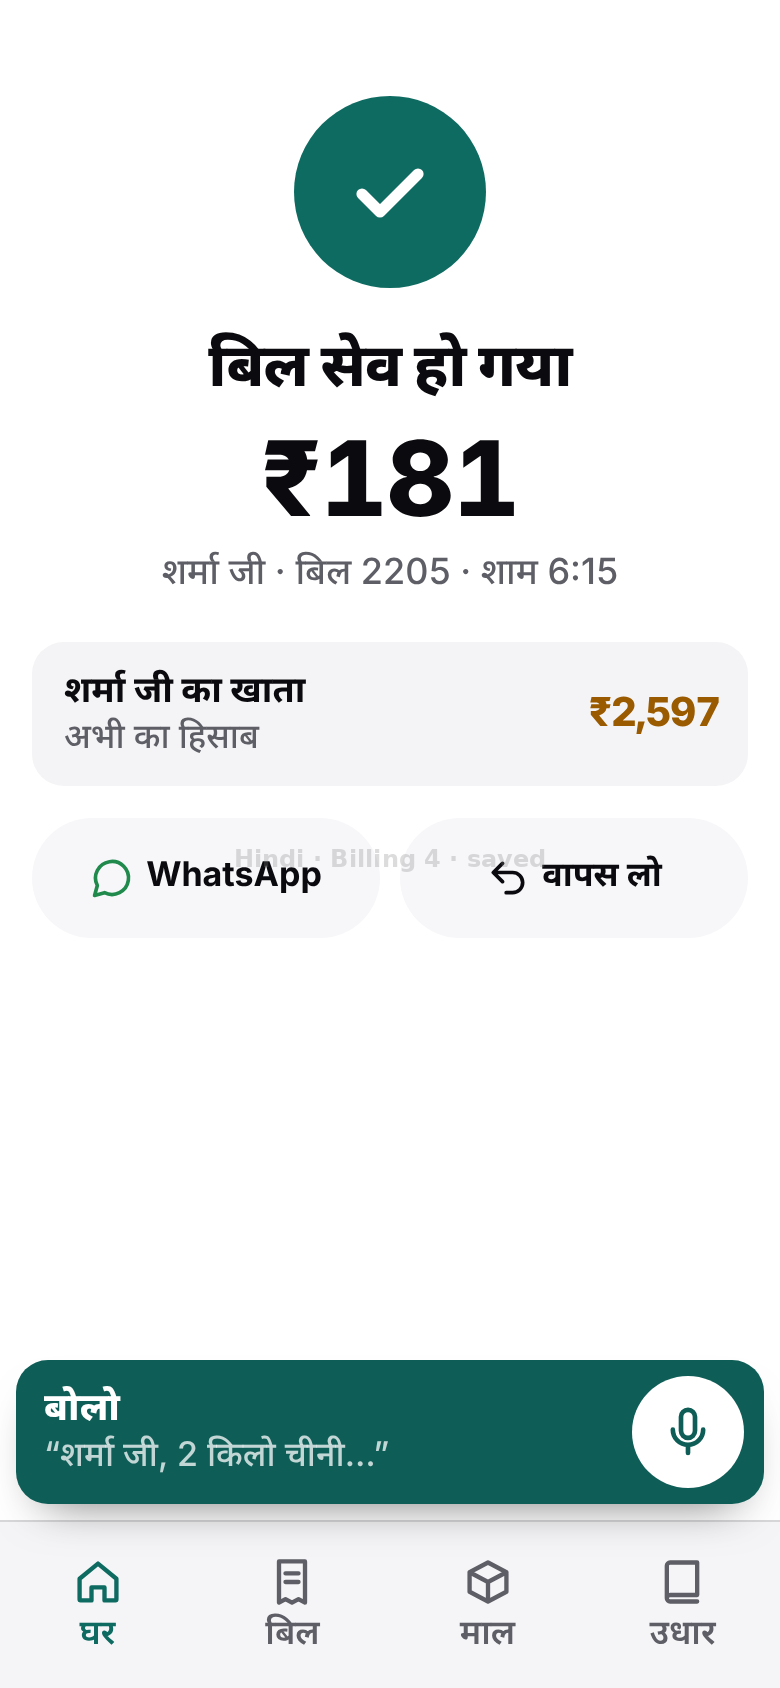 बिल सेव हो गया
₹181
शर्मा जी · बिल 2205 · शाम 6:15
शर्मा जी का खाता
अभी का हिसाब
₹2,597
Hindi · Billing 4 · saved
WhatsApp
वापस लो
बोलो
“शर्मा जी, 2 किलो चीनी…”
घर
बिल
माल
उधार